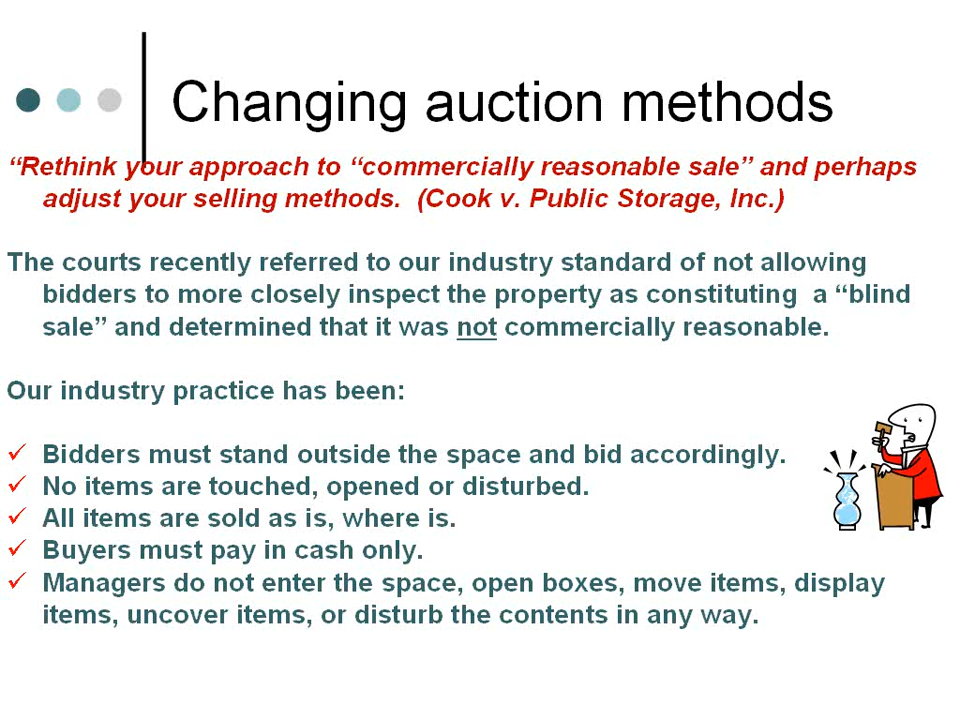 Changing auction methods
“Rethink your approach to “commercially reasonable sale” and perhaps
adjust your selling methods.  (Cook v. Public Storage, Inc.)
The courts recently referred to our industry standard of not allowing
bidders to more closely inspect the property as constituting  a “blind
sale” and determined that it was not commercially reasonable.
Our industry practice has been:
✓ Bidders must stand outside the space and bid accordingly.
✓ No items are touched, opened or disturbed.
✓ All items are sold as is, where is.
✓ Buyers must pay in cash only.
✓ Managers do not enter the space, open boxes, move items, display
items, uncover items, or disturb the contents in any way.